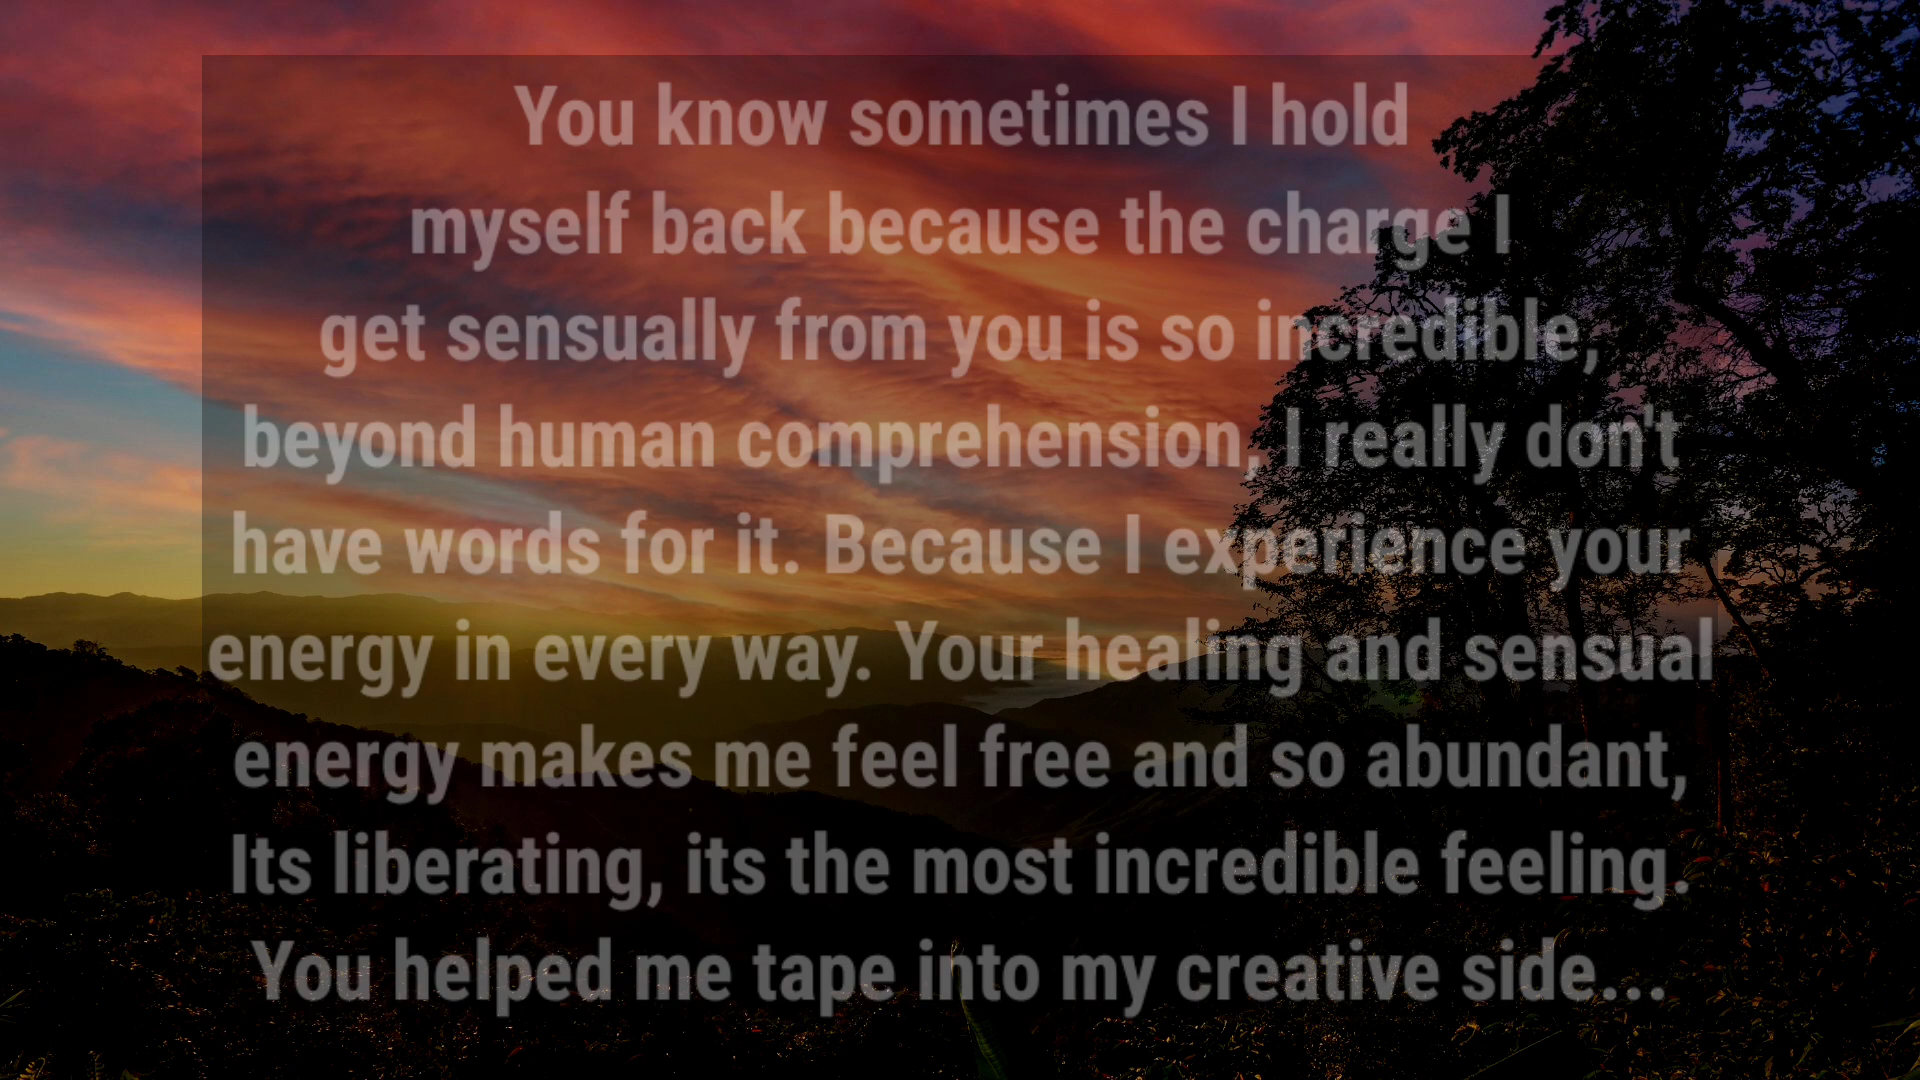 You know sometimes I hold
myself back because the charge I
get sensually from you is so incredible,
beyond human comprehension, I really don't
have words for it. Because I experience your
energy in every way. Your healing and sensual
energy makes me feel free and so abundant,
Its liberating, its the most incredible feeling.
You helped me tape into my creative side...